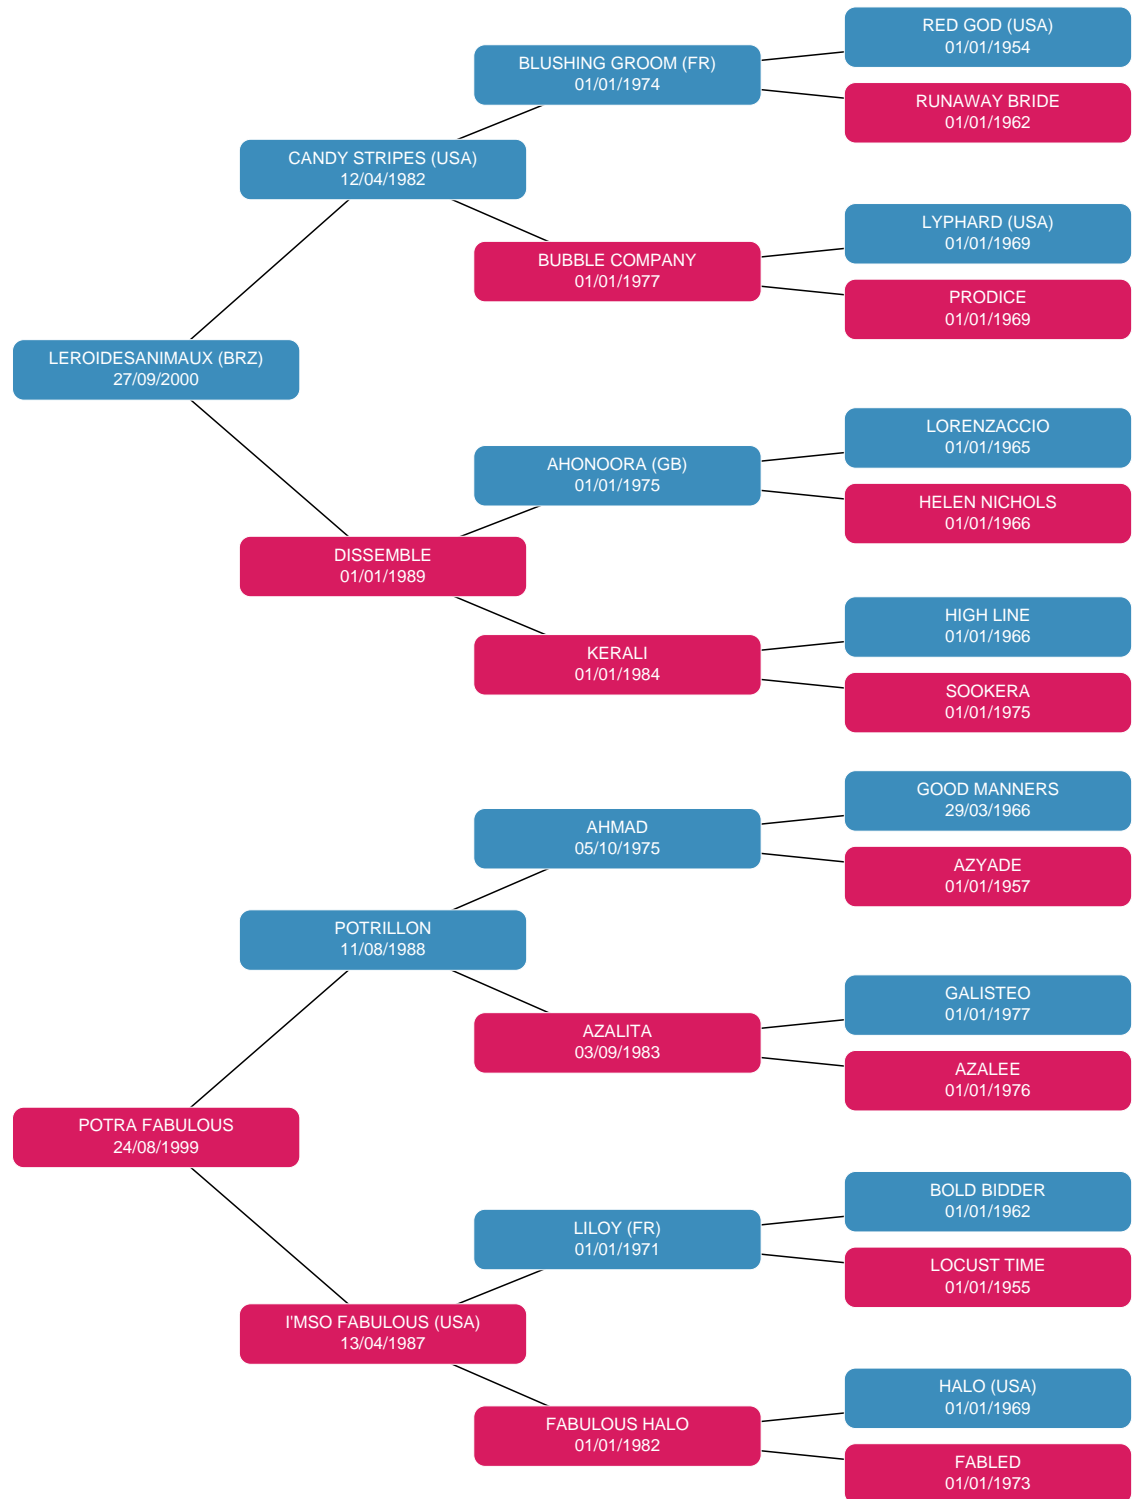 RED GOD (USA)
01/01/1954
BLUSHING GROOM (FR)
01/01/1974
RUNAWAY BRIDE
01/01/1962
CANDY STRIPES (USA)
12/04/1982
LYPHARD (USA)
01/01/1969
BUBBLE COMPANY
01/01/1977
PRODICE
01/01/1969
LEROIDESANIMAUX (BRZ)
27/09/2000
LORENZACCIO
01/01/1965
AHONOORA (GB)
01/01/1975
HELEN NICHOLS
01/01/1966
DISSEMBLE
01/01/1989
HIGH LINE
01/01/1966
KERALI
01/01/1984
SOOKERA
01/01/1975
GOOD MANNERS
29/03/1966
AHMAD
05/10/1975
AZYADE
01/01/1957
POTRILLON
11/08/1988
GALISTEO
01/01/1977
AZALITA
03/09/1983
AZALEE
01/01/1976
POTRA FABULOUS
24/08/1999
BOLD BIDDER
01/01/1962
LILOY (FR)
01/01/1971
LOCUST TIME
01/01/1955
I'MSO FABULOUS (USA)
13/04/1987
HALO (USA)
01/01/1969
FABULOUS HALO
01/01/1982
FABLED
01/01/1973